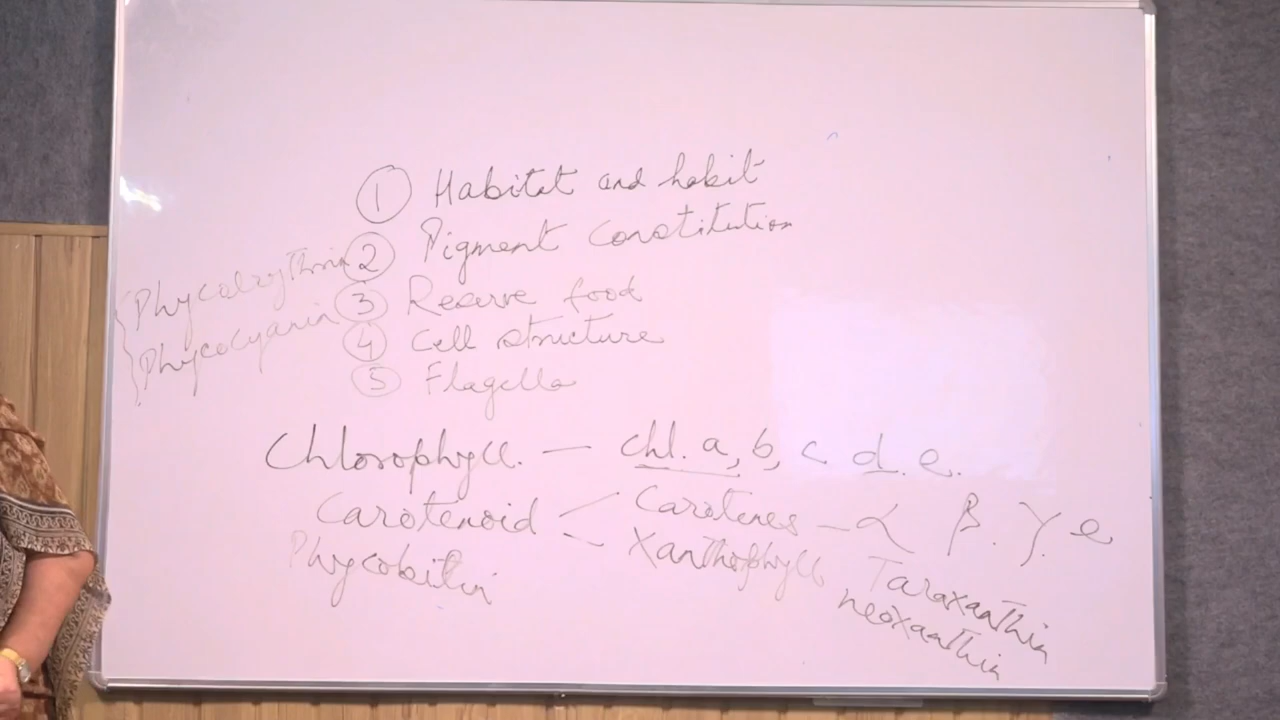 ① Habitat and habit
② Pigment constitution
③ Reserve food
④ Cell structure
⑤ Flagella
{ Phycoerythrin
Phycocyanin
Chlorophyll. — chl. a, b, c d. e.
Carotenoid < Carotenes – α β. γ. e
Xanthophyll Taraxanthin
neoxanthin
Phycobilin